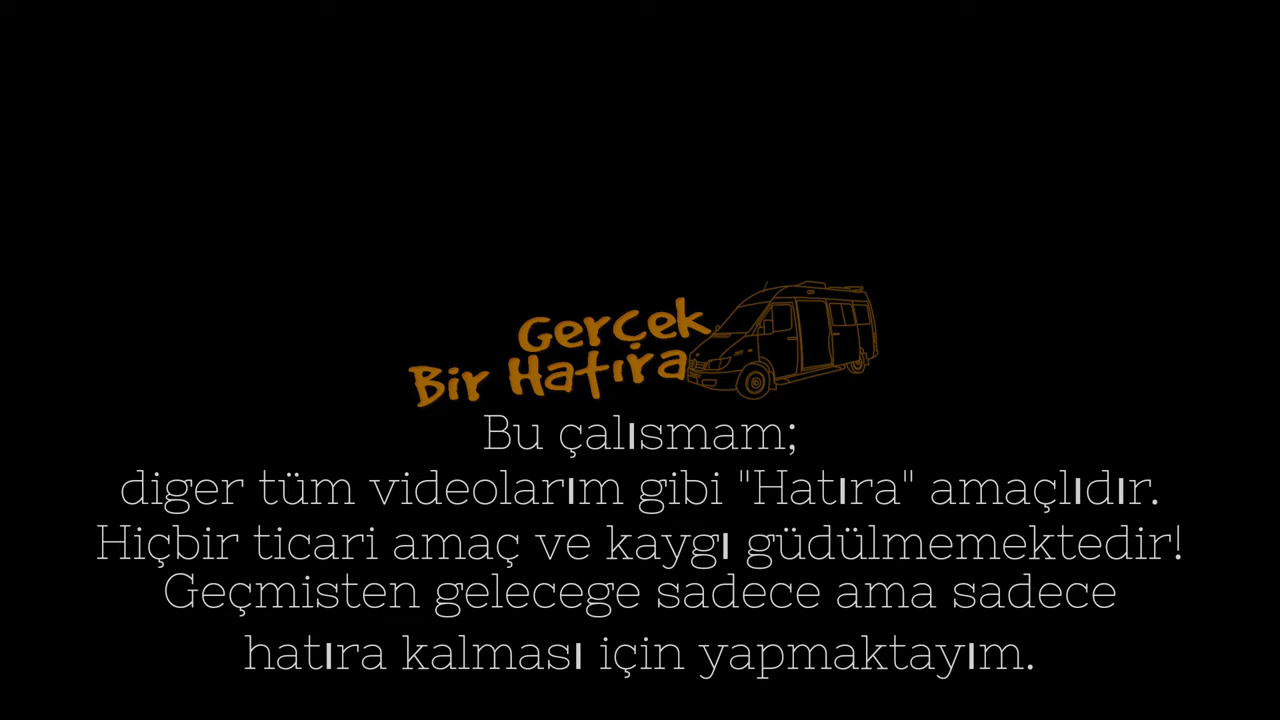 Gerçek
Bir Hatıra
Bu çalısmam;
diger tüm videolarım gibi "Hatıra" amaçlıdır.
Hiçbir ticari amaç ve kaygı güdülmemektedir!
Geçmisten gelecege sadece ama sadece
hatıra kalması için yapmaktayım.